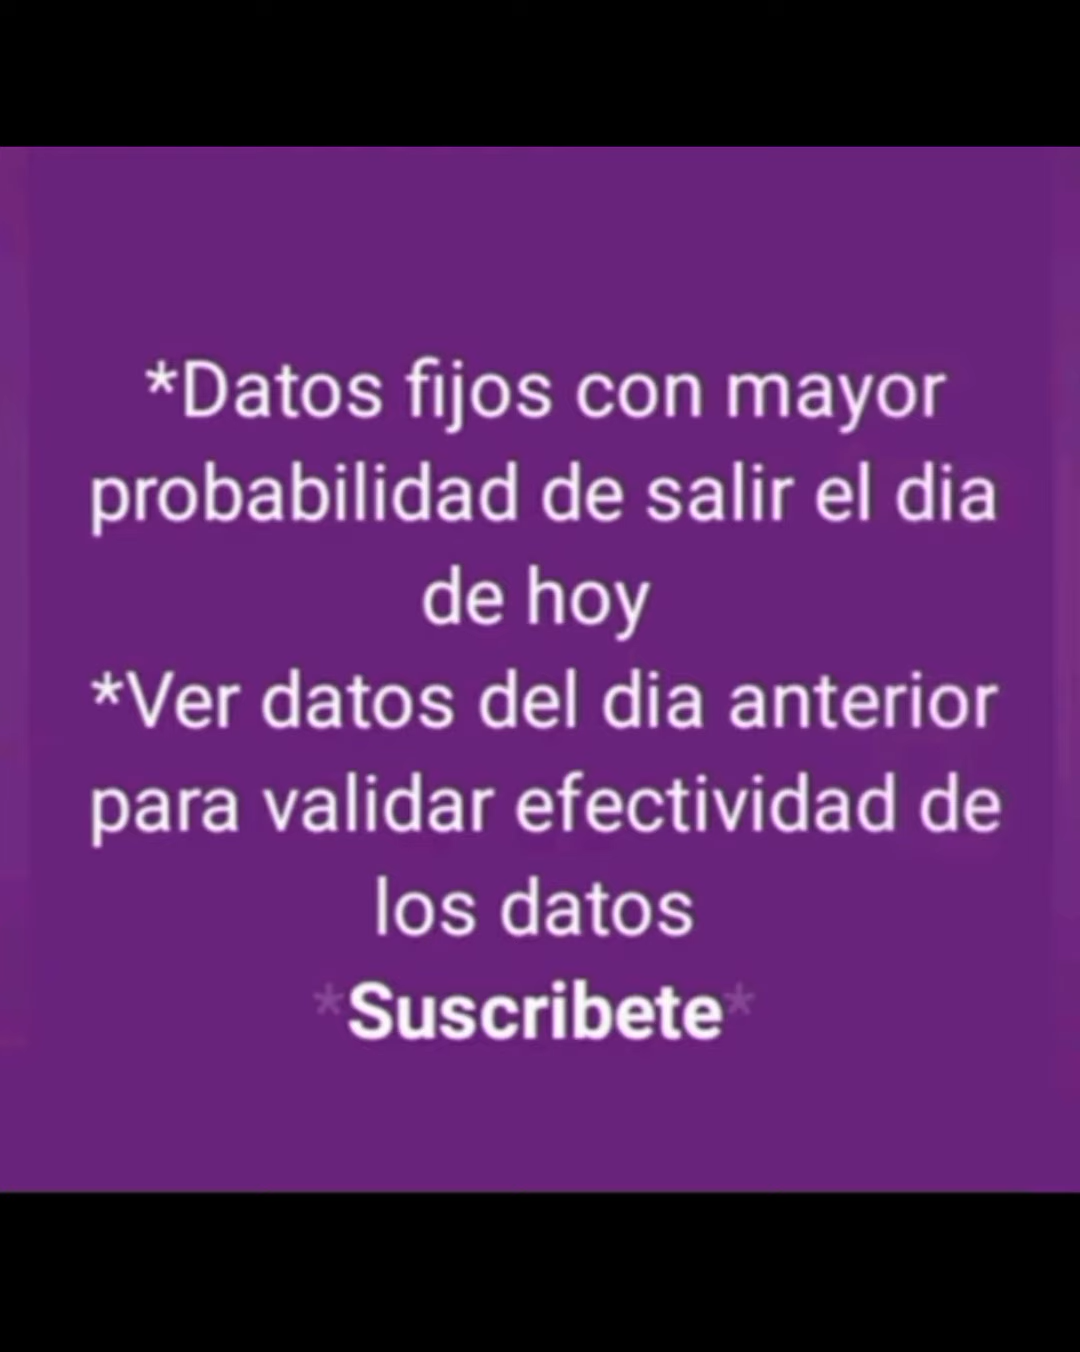 *Datos fijos con mayor
probabilidad de salir el dia
de hoy
*Ver datos del dia anterior
para validar efectividad de
los datos
*Suscribete*